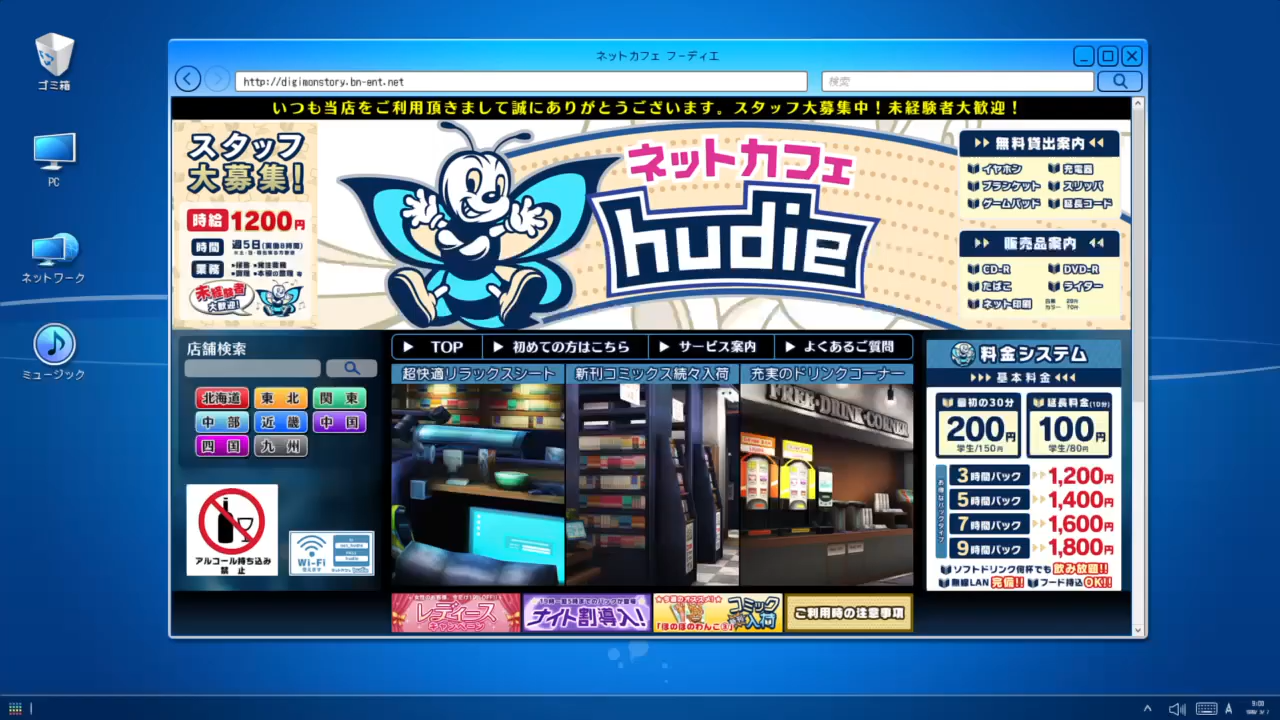 ゴミ箱
PC
ネットワーク
ミュージック
ネットカフェ フーディエ
http://digimonstory.bn-ent.net
検索
いつも当店をご利用頂きまして誠にありがとうございます。スタッフ大募集中！未経験者大歓迎！
スタッフ
大募集!
時給 1200円
時間 週5日(実働8時間)
業務
未経験者
大歓迎!
ネットカフェ
hudie
無料貸出案内
イヤホン 充電器
ブランケット スリッパ
ゲームパッド 延長コード
販売品案内
CD-R DVD-R
たばこ ライター
ネット印刷
店舗検索
北海道 東北 関東
中部 近畿 中国
四国 九州
アルコール持ち込み
禁止
Wi-Fi
TOP 初めての方はこちら サービス案内 よくあるご質問
超快適リラックスシート 新刊コミックス続々入荷 充実のドリンクコーナー
FREE-DRINK-CORNER
レディース
キャンペーン
ナイト割導入!
コミック
入荷
「ほのぼのわんこ
ご利用時の注意事項
料金システム
基本料金
最初の30分 延長料金(10分)
200円 100円
学生/150円 学生/80円
3時間パック 1,200円
5時間パック 1,400円
7時間パック 1,600円
9時間パック 1,800円
ソフトドリンク何杯でも飲み放題!!
無線LAN完備!! フード持込OK!!
A